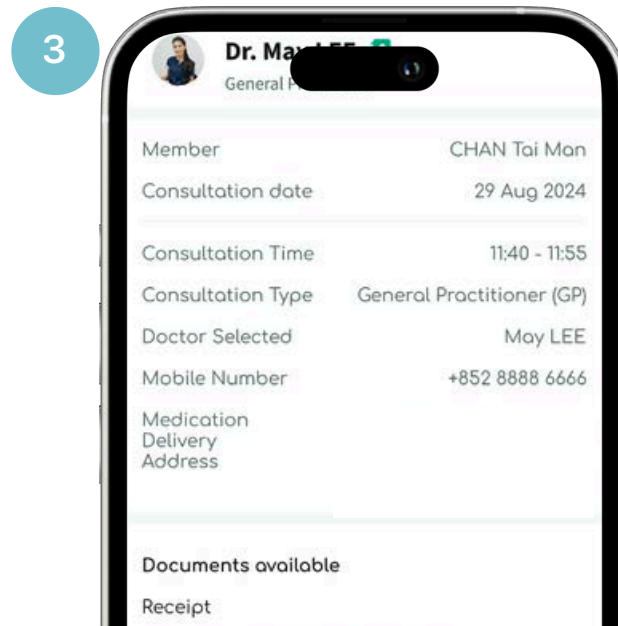 3
Dr. May LEE
General
Member CHAN Tai Man
Consultation date 29 Aug 2024
Consultation Time 11:40 - 11:55
Consultation Type General Practitioner (GP)
Doctor Selected May LEE
Mobile Number +852 8888 6666
Medication
Delivery
Address
Documents available
Receipt